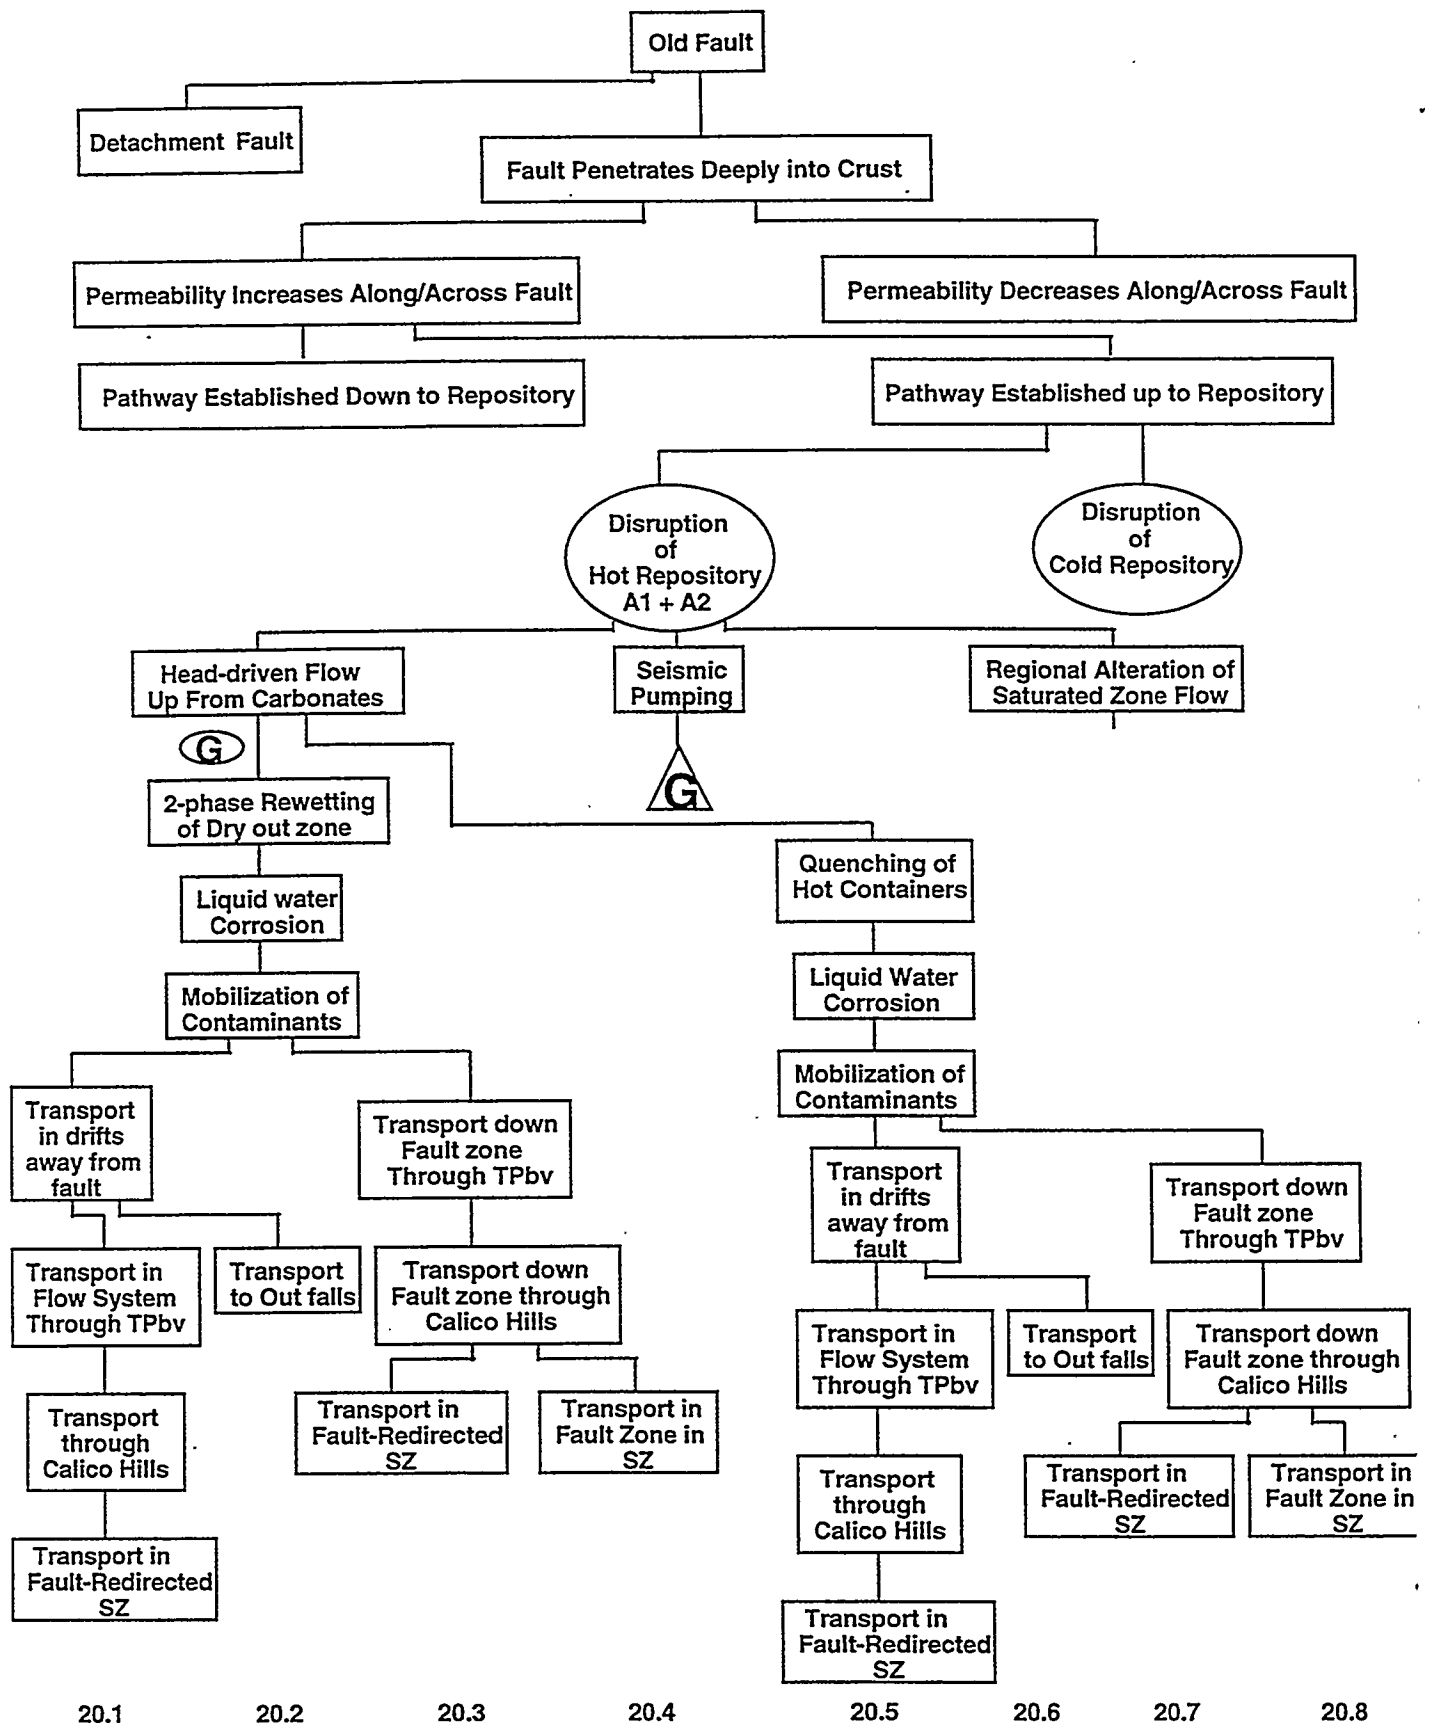 Old Fault
Detachment Fault
Fault Penetrates Deeply into Crust
Permeability Increases Along/Across Fault
Permeability Decreases Along/Across Fault
Pathway Established Down to Repository
Pathway Established up to Repository
Disruption
of
Hot Repository
A1 + A2
Disruption
of
Cold Repository
Head-driven Flow
Up From Carbonates
Seismic
Pumping
Regional Alteration of
Saturated Zone Flow
G
G
2-phase Rewetting
of Dry out zone
Liquid water
Corrosion
Mobilization of
Contaminants
Quenching of
Hot Containers
Liquid Water
Corrosion
Mobilization of
Contaminants
Transport
in drifts
away from
fault
Transport down
Fault zone
Through TPbv
Transport in
Flow System
Through TPbv
Transport
to Out falls
Transport down
Fault zone through
Calico Hills
Transport
through
Calico Hills
Transport in
Fault-Redirected
SZ
Transport in
Fault Zone in
SZ
Transport in
Fault-Redirected
SZ
Transport
in drifts
away from
fault
Transport down
Fault zone
Through TPbv
Transport in
Flow System
Through TPbv
Transport
to Out falls
Transport down
Fault zone through
Calico Hills
Transport
through
Calico Hills
Transport in
Fault-Redirected
SZ
Transport in
Fault Zone in
SZ
Transport in
Fault-Redirected
SZ
20.1 20.2 20.3 20.4 20.5 20.6 20.7 20.8